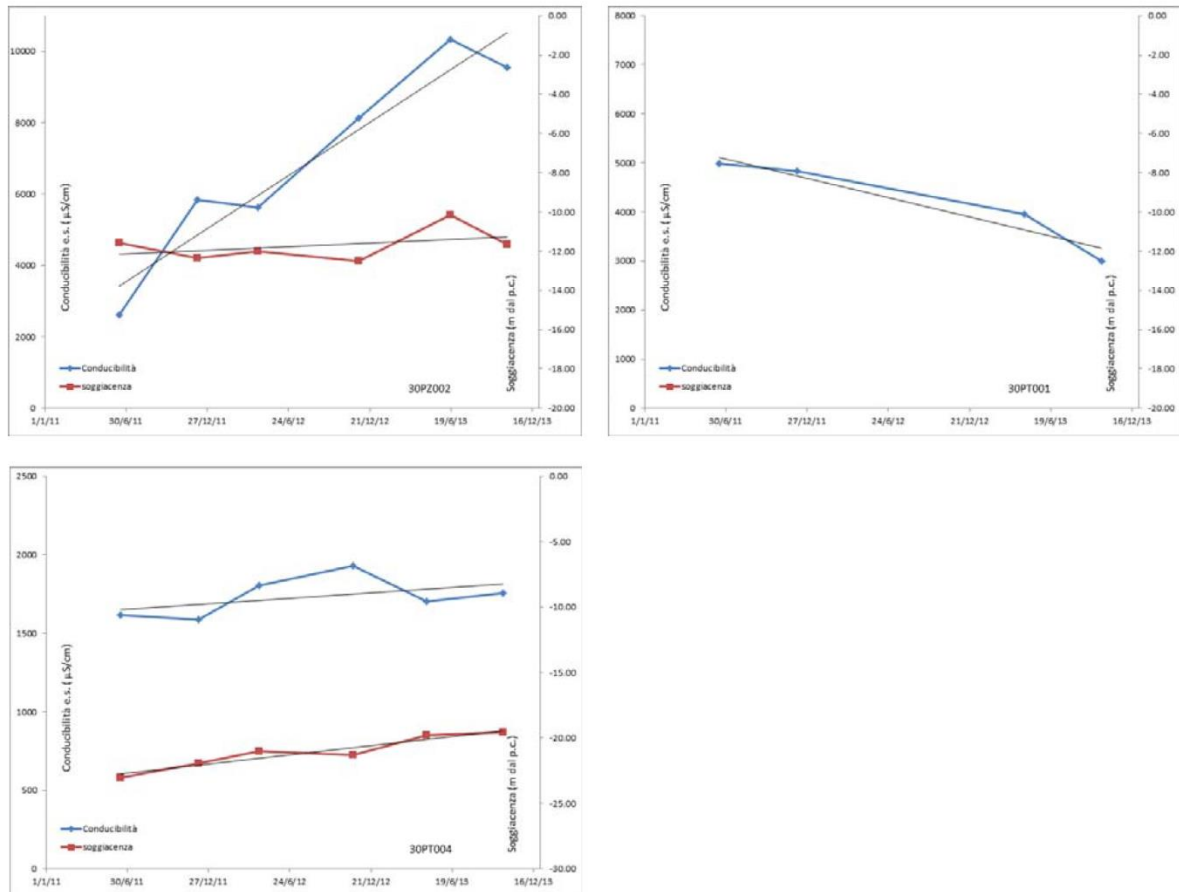 0.00
10000
-2.00
-4.00
8000
-6.00
-8.00
6000
-10.00
-12.00
4000
-14.00
-16.00
2000
-18.00
0
-20.00
Conducibilità e.s. ( µS/cm)
Soggiacenza (m dal p.c.)
Conducibilità
soggiacenza
30PZ002
1/1/11 30/6/11 27/12/11 24/6/12 21/12/12 19/6/13 16/12/13
8000
7000
6000
5000
4000
3000
2000
1000
0
0.00
-2.00
-4.00
-6.00
-8.00
-10.00
-12.00
-14.00
-16.00
-18.00
-20.00
Conducibilità e.s. ( µS/cm)
Soggiacenza (m dal p.c.)
Conducibilità
soggiacenza
30PT001
1/1/11 30/6/11 27/12/11 24/6/12 21/12/12 19/6/13 16/12/13
2500
2000
1500
1000
500
0
0.00
-5.00
-10.00
-15.00
-20.00
-25.00
-30.00
Conducibilità e.s. ( µS/cm)
Soggiacenza (m dal p.c.)
Conducibilità
soggiacenza
30PT004
1/1/11 30/6/11 27/12/11 24/6/12 21/12/12 19/6/13 16/12/13